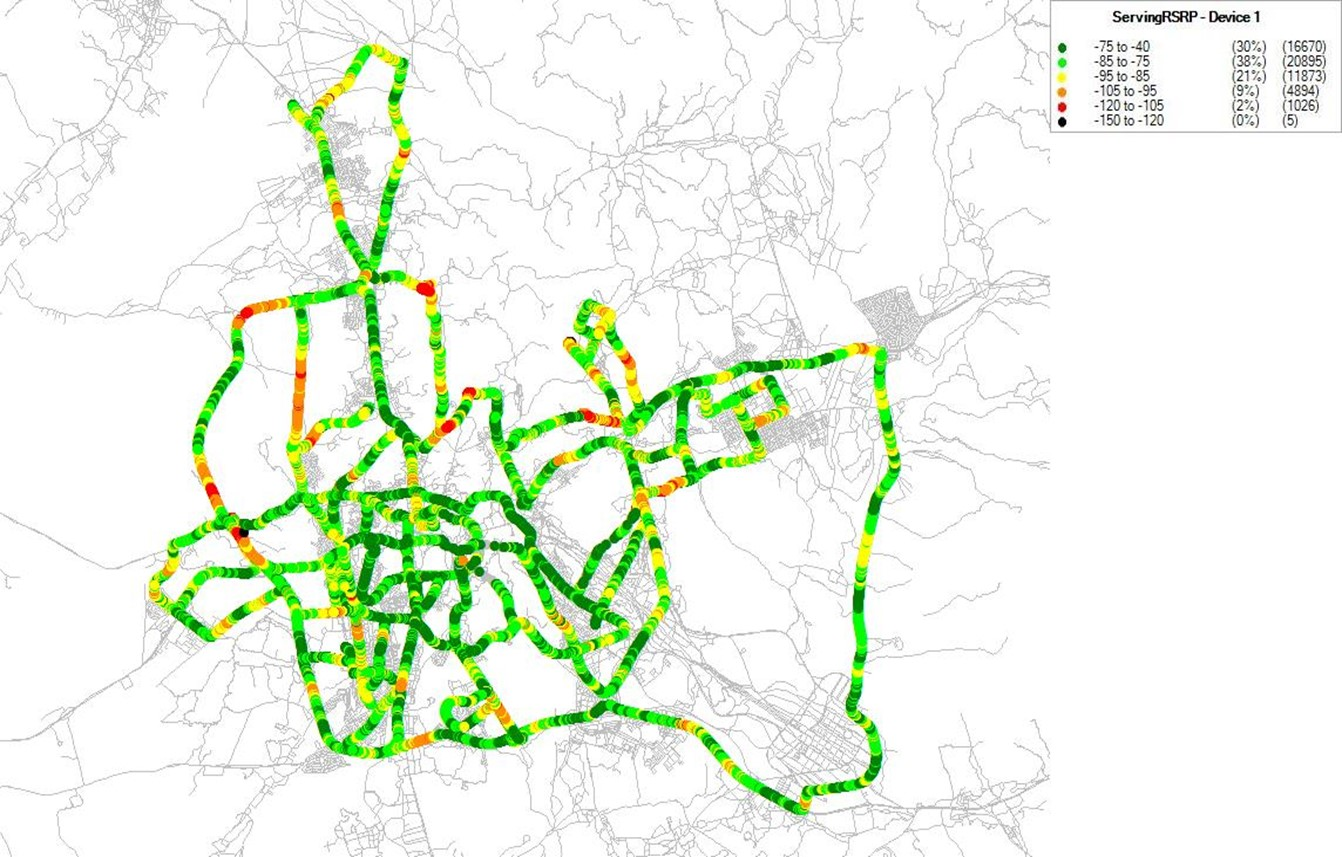 ServingRSRP - Device 1
-75 to -40 (30%) (16670)
-85 to -75 (38%) (20895)
-95 to -85 (21%) (11873)
-105 to -95 (9%) (4894)
-120 to -105 (2%) (1026)
-150 to -120 (0%) (5)